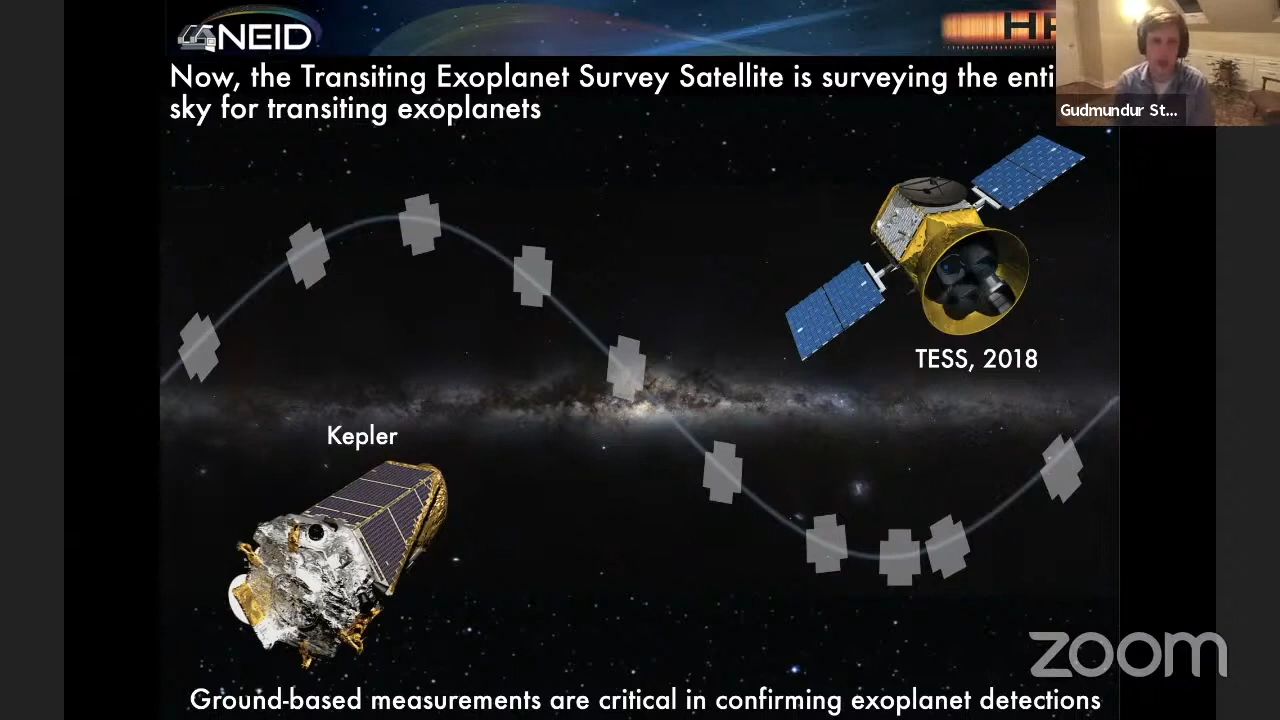 NEID
HP
Now, the Transiting Exoplanet Survey Satellite is surveying the enti
sky for transiting exoplanets
Gudmundur St...
TESS, 2018
Kepler
zoom
Ground-based measurements are critical in confirming exoplanet detections